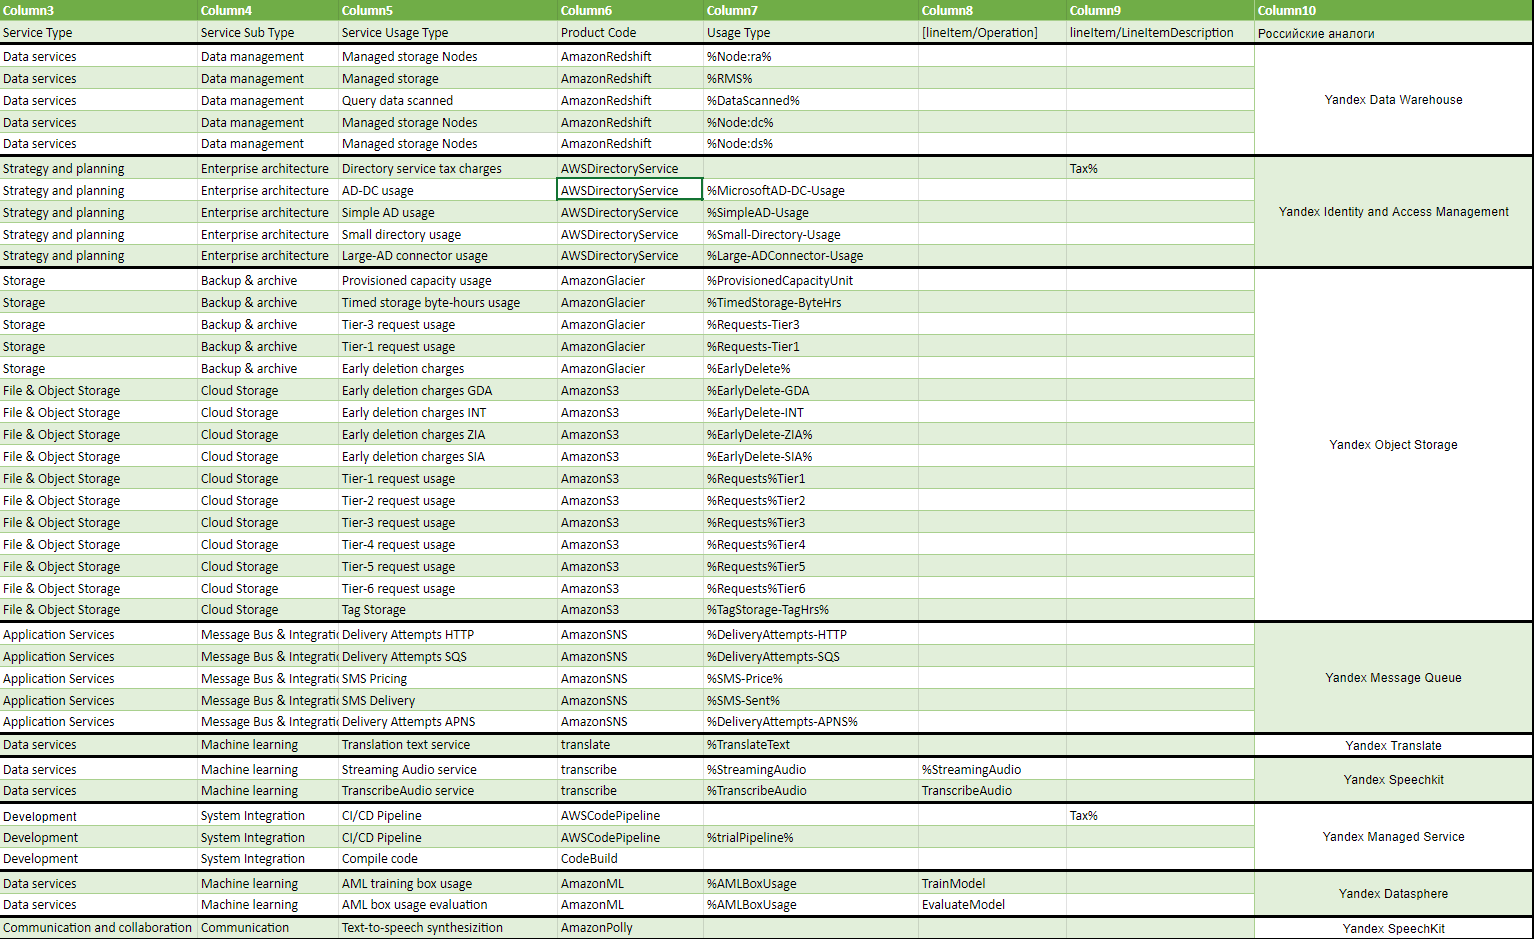 Column3 Column4 Column5 Column6 Column7 Column8 Column9 Column10
Service Type Service Sub Type Service Usage Type Product Code Usage Type [lineItem/Operation] lineItem/LineItemDescription Российские аналоги
Data services Data management Managed storage Nodes AmazonRedshift %Node:ra%
Data services Data management Managed storage AmazonRedshift %RMS%
Data services Data management Query data scanned AmazonRedshift %DataScanned% Yandex Data Warehouse
Data services Data management Managed storage Nodes AmazonRedshift %Node:dc%
Data services Data management Managed storage Nodes AmazonRedshift %Node:ds%
Strategy and planning Enterprise architecture Directory service tax charges AWSDirectoryService Tax%
Strategy and planning Enterprise architecture AD-DC usage AWSDirectoryService %MicrosoftAD-DC-Usage
Strategy and planning Enterprise architecture Simple AD usage AWSDirectoryService %SimpleAD-Usage Yandex Identity and Access Management
Strategy and planning Enterprise architecture Small directory usage AWSDirectoryService %Small-Directory-Usage
Strategy and planning Enterprise architecture Large-AD connector usage AWSDirectoryService %Large-ADConnector-Usage
Storage Backup & archive Provisioned capacity usage AmazonGlacier %ProvisionedCapacityUnit
Storage Backup & archive Timed storage byte-hours usage AmazonGlacier %TimedStorage-ByteHrs
Storage Backup & archive Tier-3 request usage AmazonGlacier %Requests-Tier3
Storage Backup & archive Tier-1 request usage AmazonGlacier %Requests-Tier1
Storage Backup & archive Early deletion charges AmazonGlacier %EarlyDelete%
File & Object Storage Cloud Storage Early deletion charges GDA AmazonS3 %EarlyDelete-GDA
File & Object Storage Cloud Storage Early deletion charges INT AmazonS3 %EarlyDelete-INT
File & Object Storage Cloud Storage Early deletion charges ZIA AmazonS3 %EarlyDelete-ZIA% Yandex Object Storage
File & Object Storage Cloud Storage Early deletion charges SIA AmazonS3 %EarlyDelete-SIA%
File & Object Storage Cloud Storage Tier-1 request usage AmazonS3 %Requests%Tier1
File & Object Storage Cloud Storage Tier-2 request usage AmazonS3 %Requests%Tier2
File & Object Storage Cloud Storage Tier-3 request usage AmazonS3 %Requests%Tier3
File & Object Storage Cloud Storage Tier-4 request usage AmazonS3 %Requests%Tier4
File & Object Storage Cloud Storage Tier-5 request usage AmazonS3 %Requests%Tier5
File & Object Storage Cloud Storage Tier-6 request usage AmazonS3 %Requests%Tier6
File & Object Storage Cloud Storage Tag Storage AmazonS3 %TagStorage-TagHrs%
Application Services Message Bus & Integratic Delivery Attempts HTTP AmazonSNS %DeliveryAttempts-HTTP
Application Services Message Bus & Integratic Delivery Attempts SQS AmazonSNS %DeliveryAttempts-SQS
Application Services Message Bus & Integratic SMS Pricing AmazonSNS %SMS-Price% Yandex Message Queue
Application Services Message Bus & Integratic SMS Delivery AmazonSNS %SMS-Sent%
Application Services Message Bus & Integratic Delivery Attempts APNS AmazonSNS %DeliveryAttempts-APNS%
Data services Machine learning Translation text service translate %TranslateText Yandex Translate
Data services Machine learning Streaming Audio service transcribe %StreamingAudio %StreamingAudio Yandex Speechkit
Data services Machine learning TranscribeAudio service transcribe %TranscribeAudio TranscribeAudio
Development System Integration CI/CD Pipeline AWSCodePipeline Tax%
Development System Integration CI/CD Pipeline AWSCodePipeline %trialPipeline% Yandex Managed Service
Development System Integration Compile code CodeBuild
Data services Machine learning AML training box usage AmazonML %AMLBoxUsage TrainModel Yandex Datasphere
Data services Machine learning AML box usage evaluation AmazonML %AMLBoxUsage EvaluateModel
Communication and collaboration Communication Text-to-speech synthesizition AmazonPolly Yandex SpeechKit